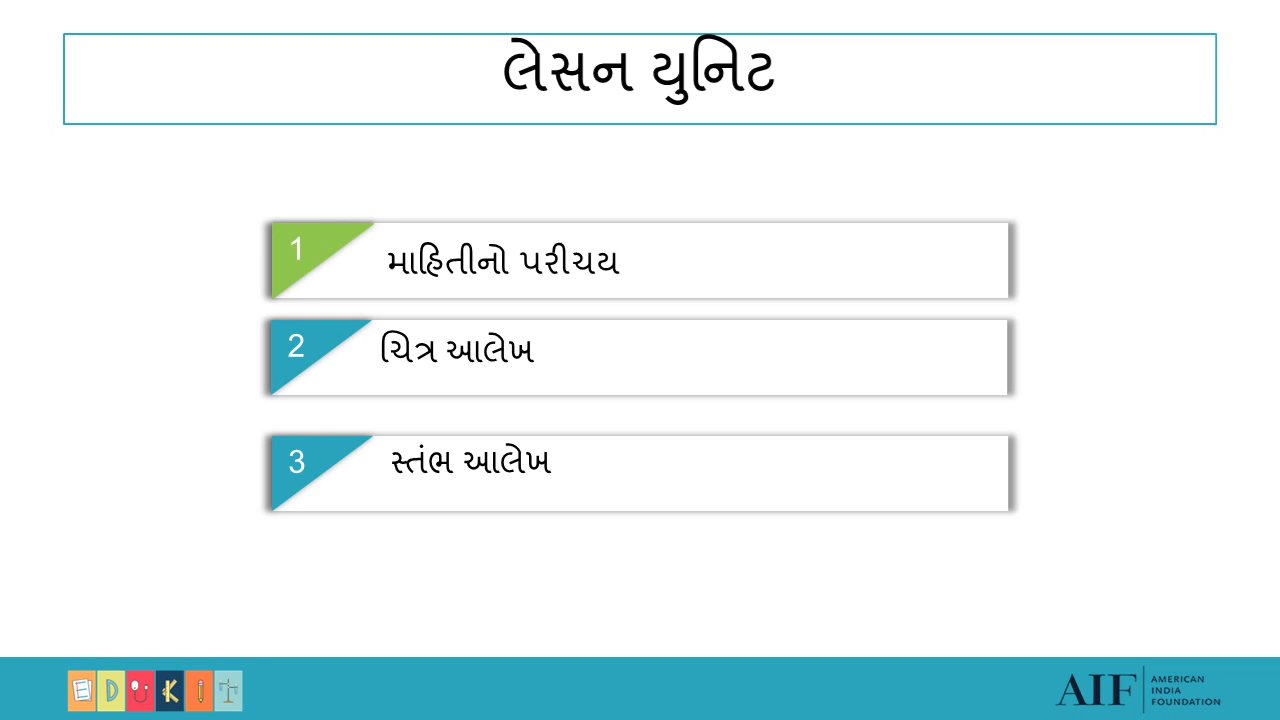 લેસન યુનિટ
1
માહિતીનો પરીચય
2
ચિત્ર આલેખ
3
સ્તંભ આલેખ
EDUKIT
AIF
AMERICAN
INDIA
FOUNDATION